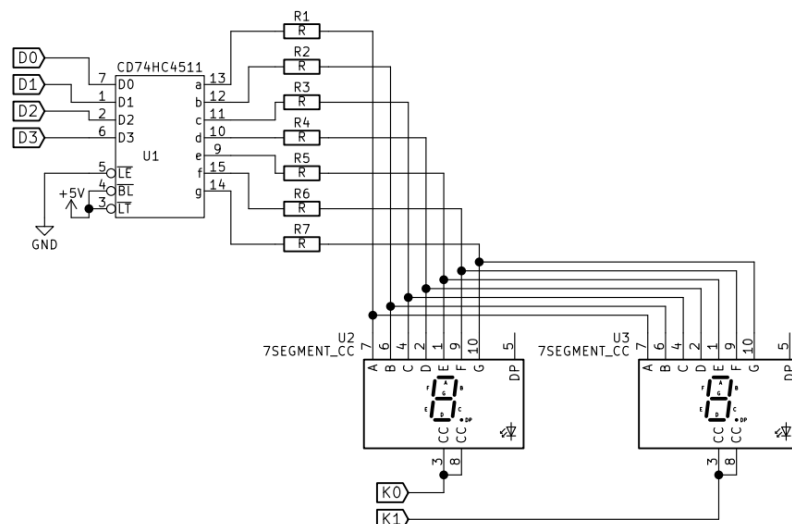 R1
R
R2
R
R3
R
R4
R
R5
R
R6
R
R7
R
D0
D1
D2
D3
CD74HC4511
7 D0 a 13
1 D1 b 12
2 D2 c 11
6 D3 d 10
U1 e 9
5 LE f 15
4 BL g 14
3 LT
+5V
GND
U2
7SEGMENT_CC
7 6 4 2 1 9 10 5
A B C D E F G DP
A
F B
G
E C
D DP
CC CC
3 8
U3
7SEGMENT_CC
7 6 4 2 1 9 10 5
A B C D E F G DP
A
F B
G
E C
D DP
CC CC
3 8
K0
K1